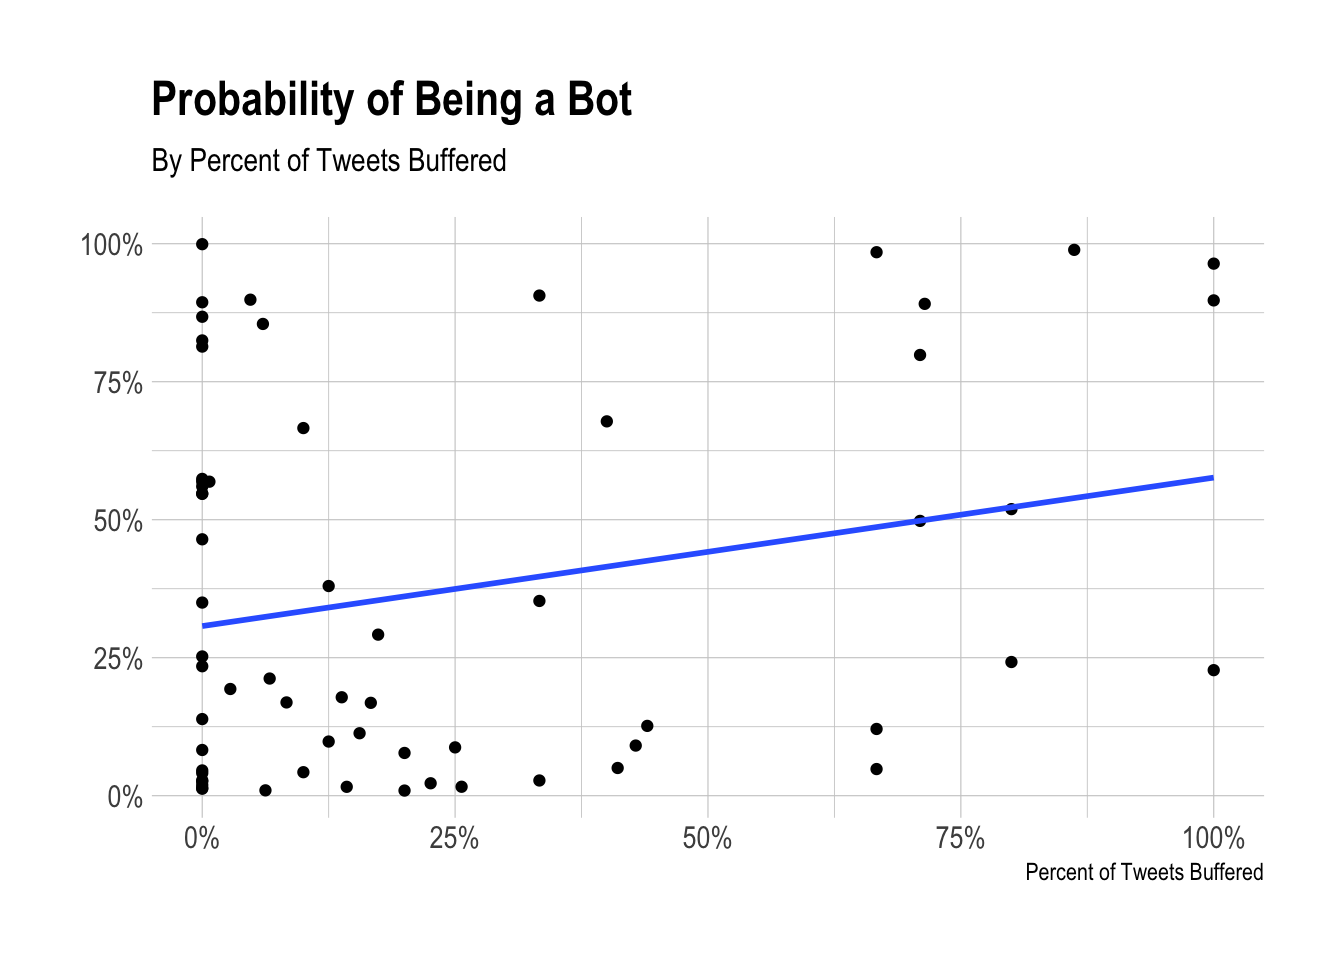 Probability of Being a Bot
By Percent of Tweets Buffered
100%
75%
50%
25%
0%
0% 25% 50% 75% 100%
Percent of Tweets Buffered